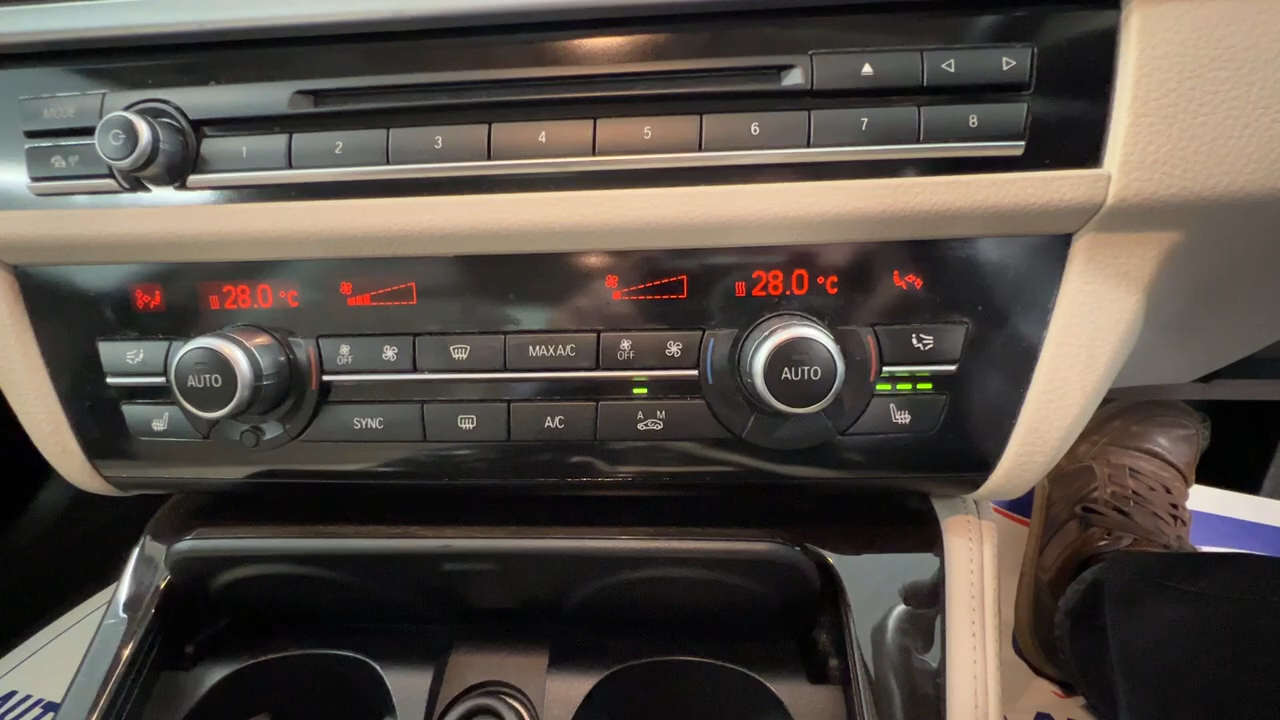 MODE
1 2 3 4 5 6 7 8
28.0 °C
28.0 °C
AUTO
OFF
MAX A/C
OFF
AUTO
SYNC
A/C
A M
AUT